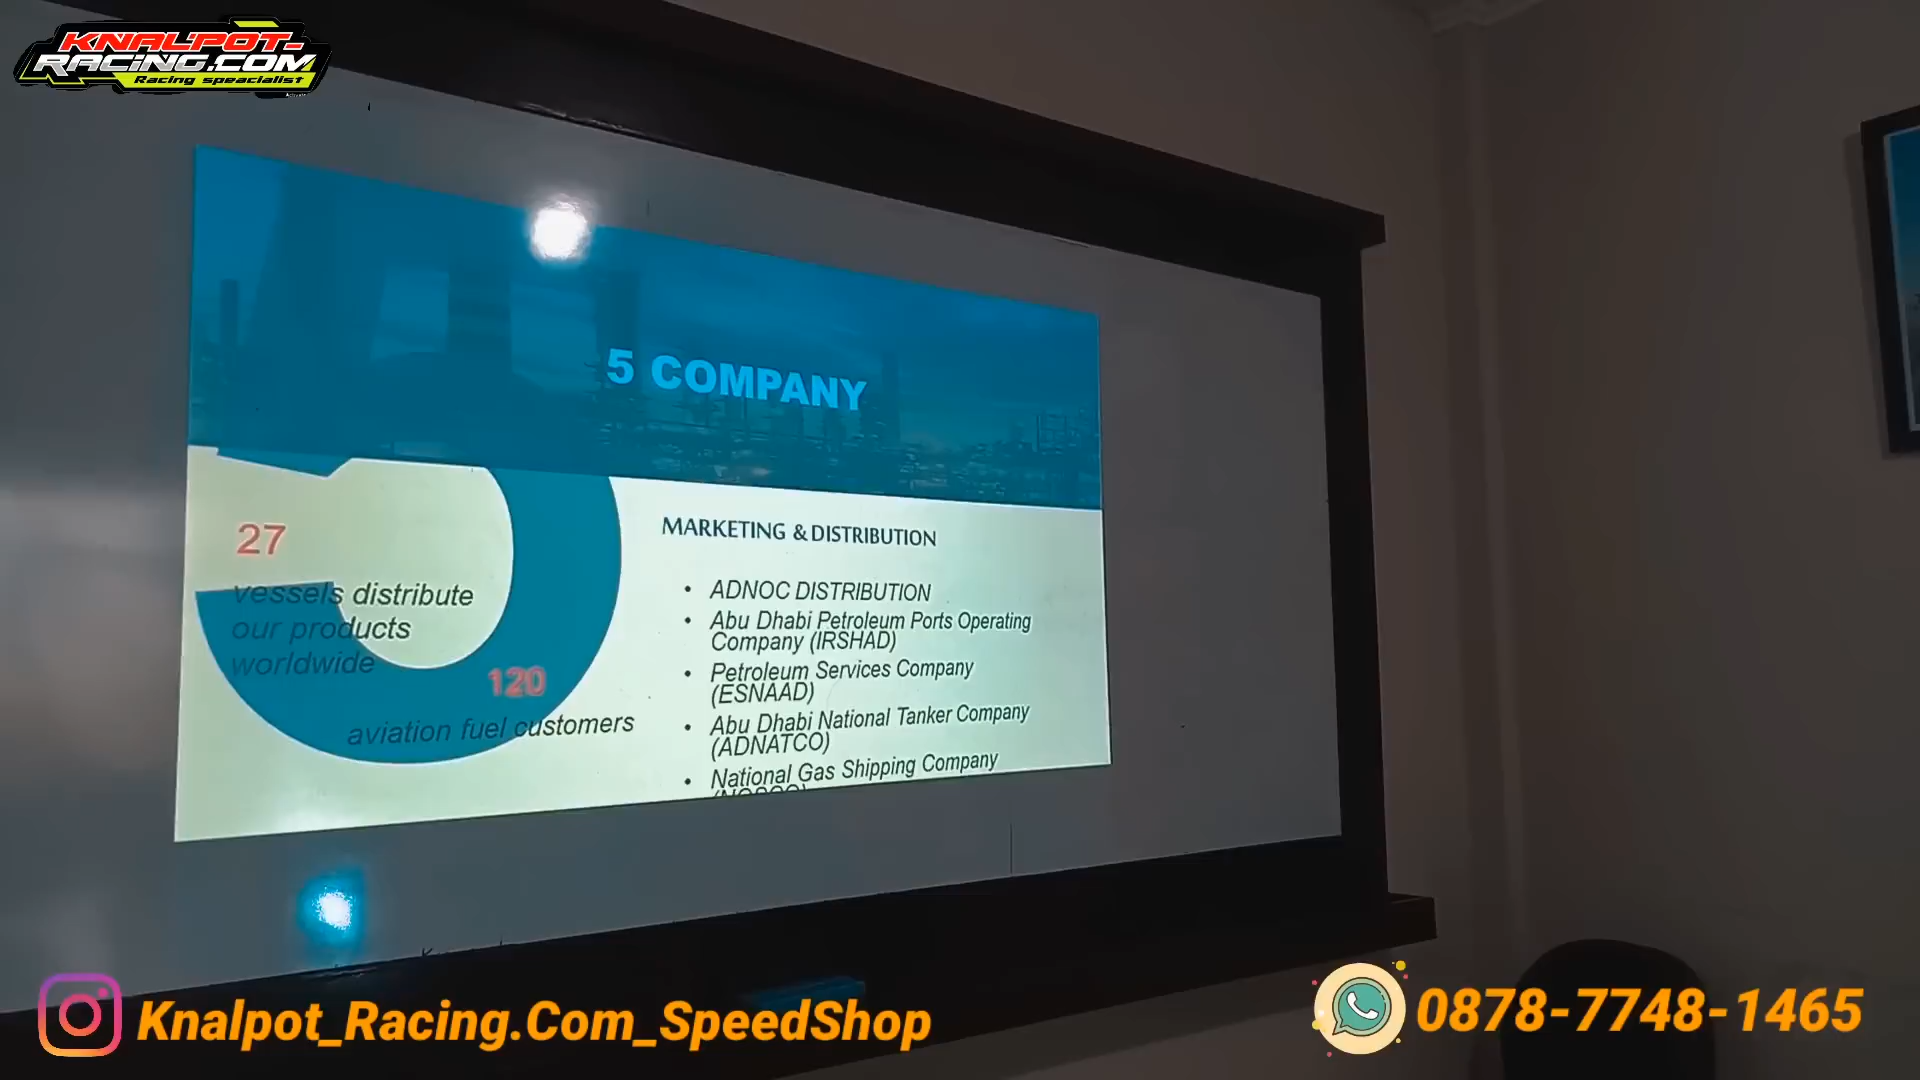 KNALPOT-
RACING.COM
Racing speacialist
5 COMPANY
27
vessels distribute
our products
worldwide
120
aviation fuel customers
MARKETING & DISTRIBUTION
• ADNOC DISTRIBUTION
• Abu Dhabi Petroleum Ports Operating
Company (IRSHAD)
• Petroleum Services Company
(ESNAAD)
• Abu Dhabi National Tanker Company
(ADNATCO)
• National Gas Shipping Company
Knalpot_Racing.Com_SpeedShop
0878-7748-1465